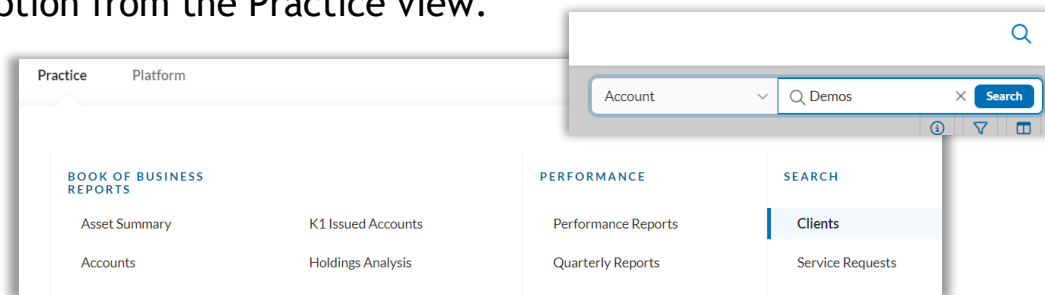 ption from the Practice view.
Practice Platform
Account Demos Search
BOOK OF BUSINESS
REPORTS
PERFORMANCE
SEARCH
Asset Summary K1 Issued Accounts Performance Reports Clients
Accounts Holdings Analysis Quarterly Reports Service Requests